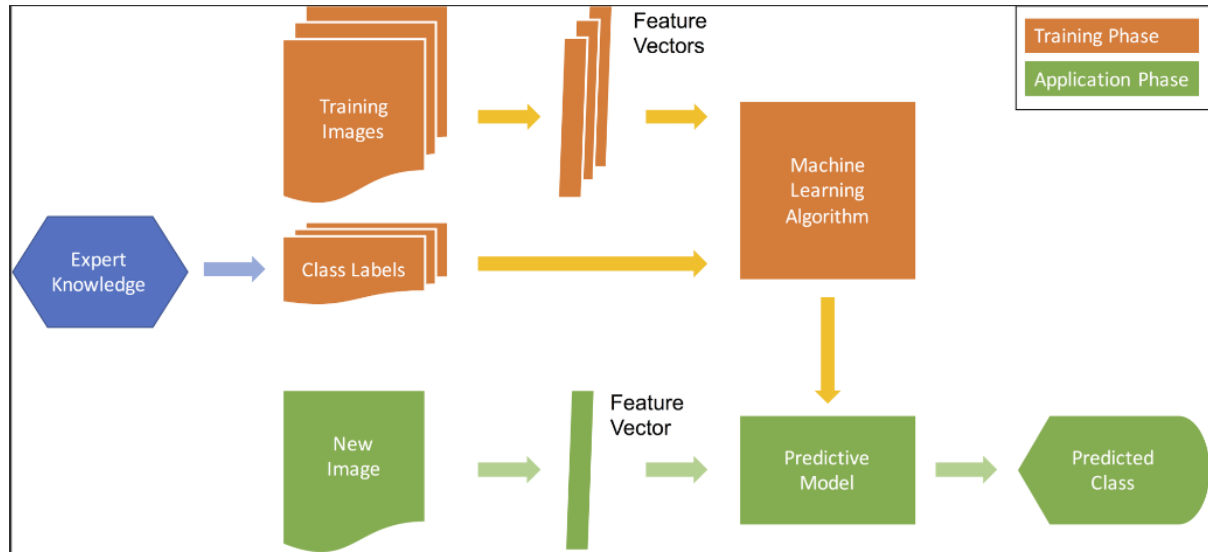 Feature
Vectors
Training Phase
Application Phase
Training
Images
Machine
Learning
Algorithm
Expert
Knowledge
Class Labels
New
Image
Feature
Vector
Predictive
Model
Predicted
Class